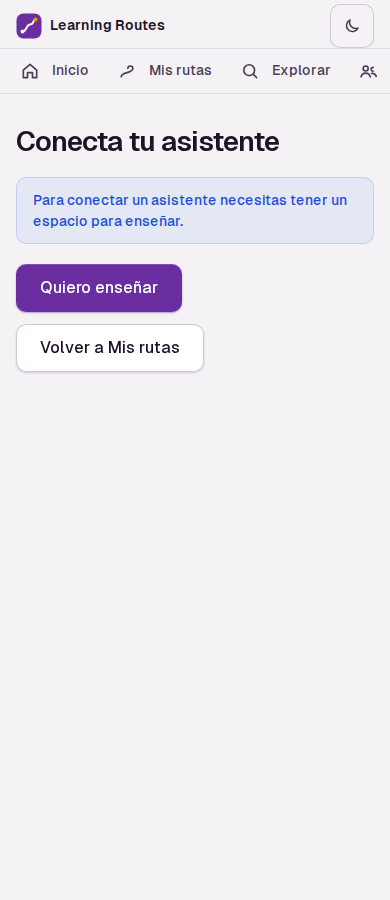 Learning Routes
Inicio
Mis rutas
Explorar
Conecta tu asistente
Para conectar un asistente necesitas tener un
espacio para enseñar.
Quiero enseñar
Volver a Mis rutas